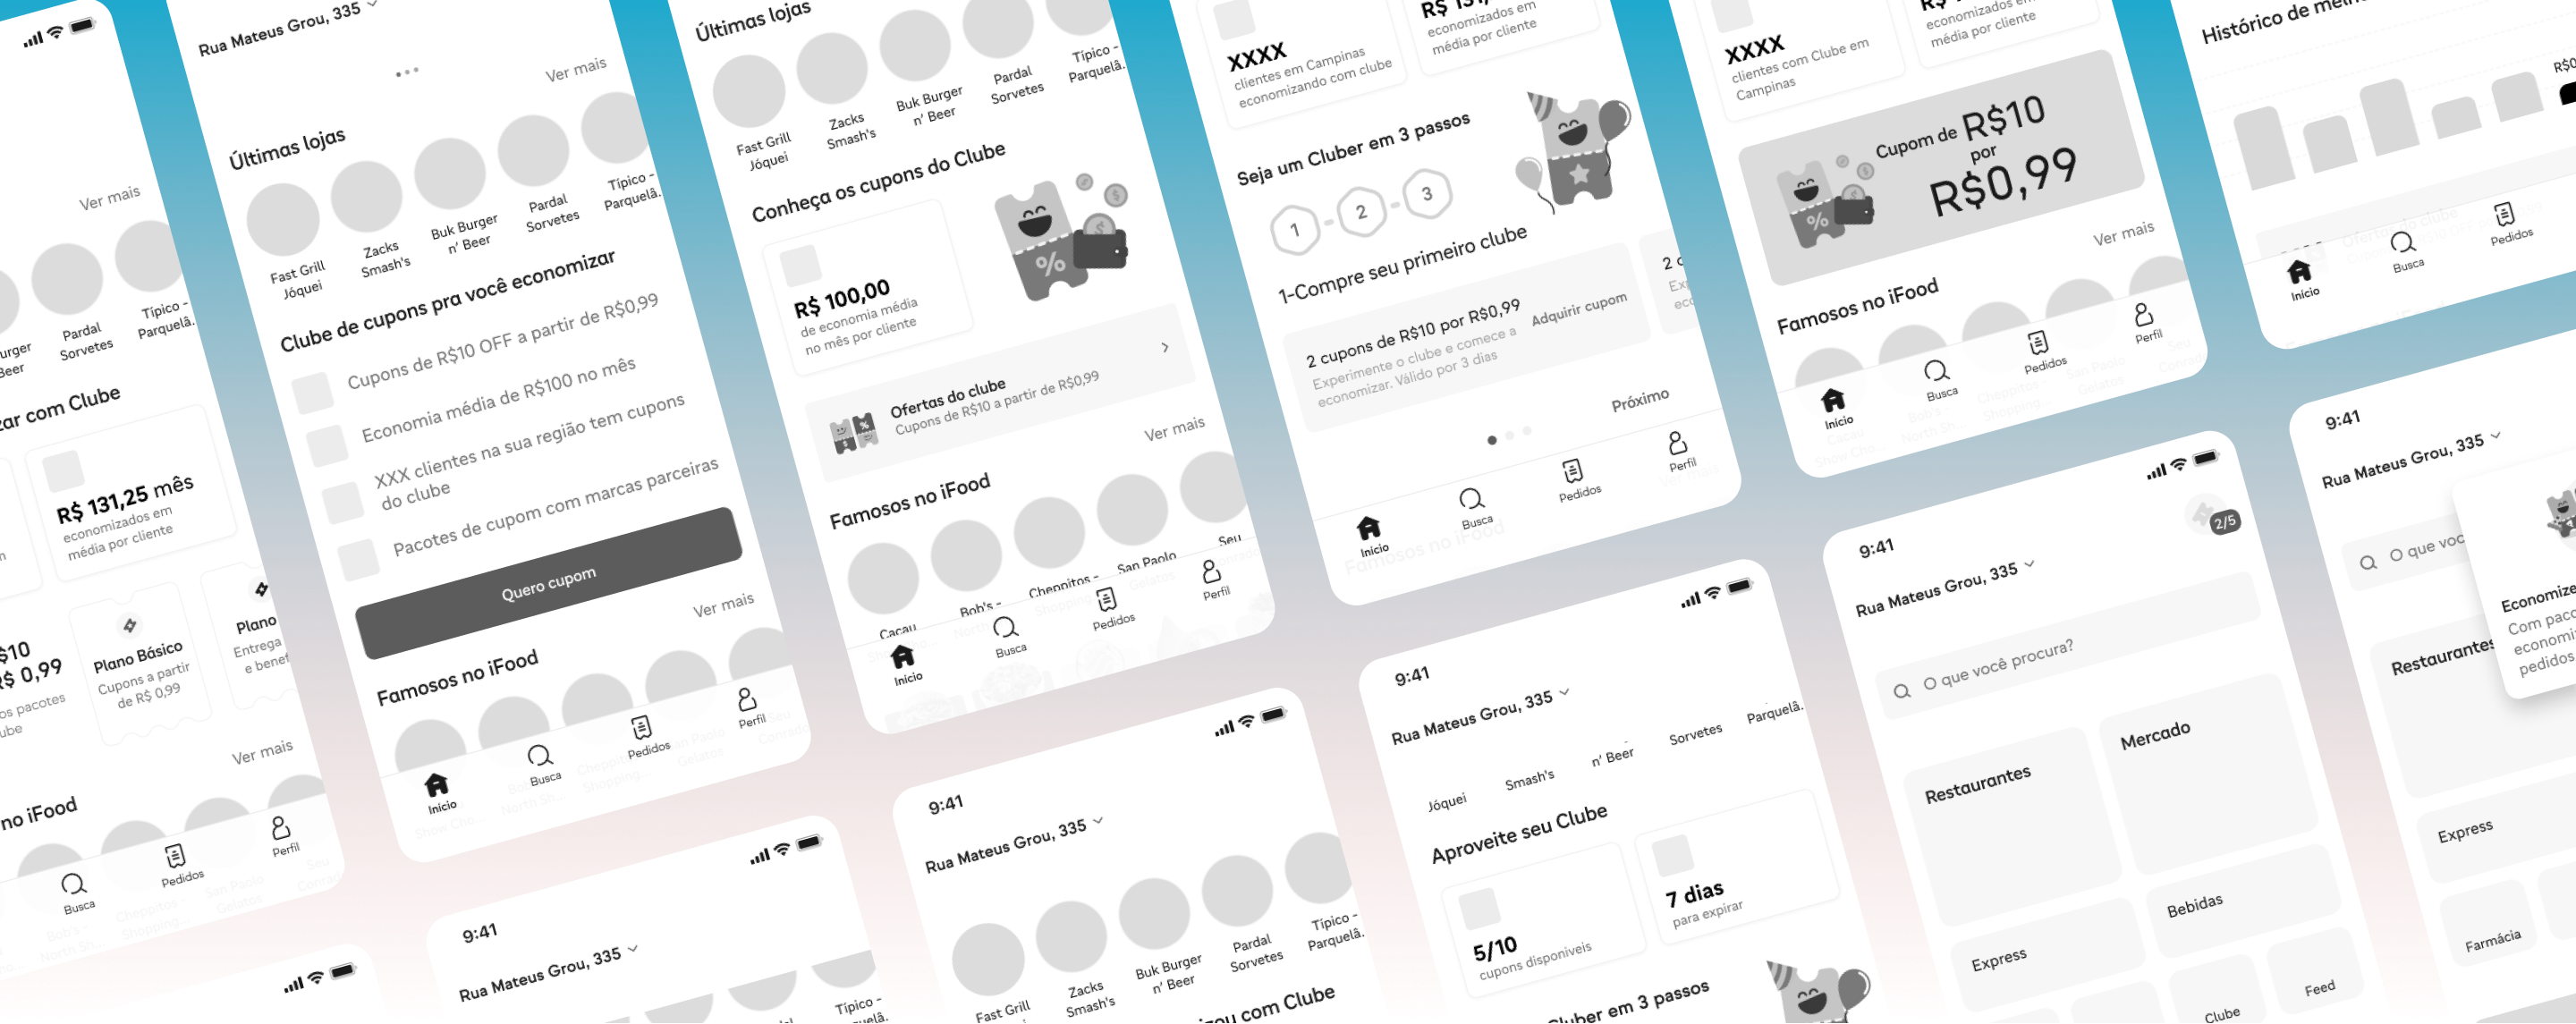 Ver mais
urger
Beer
Pardal
Sorvetes
Típico -
Parquelâ.
zar com Clube
R$ 131,25 mês
economizados em
média por cliente
$10
R$ 0,99
os pacotes
ube
Plano Básico
Cupons a partir
de R$ 0,99
Plano
Entrega
e benef
Ver mais
no iFood
Busca
Pedidos
Perfil
Rua Mateus Grou, 335
Ver mais
Últimas lojas
Fast Grill
Jóquei
Zacks
Smash's
Buk Burger
n' Beer
Pardal
Sorvetes
Típico -
Parquelâ.
Clube de cupons pra você economizar
Cupons de R$10 OFF a partir de R$0,99
Economia média de R$100 no mês
XXX clientes na sua região tem cupons
do clube
Pacotes de cupom com marcas parceiras
Quero cupom
Ver mais
Famosos no iFood
Início
Busca
Pedidos
Perfil
Últimas lojas
Fast Grill
Jóquei
Zacks
Smash's
Buk Burger
n' Beer
Pardal
Sorvetes
Típico -
Parquelâ.
Conheça os cupons do Clube
R$ 100,00
de economia média
no mês por cliente
%
$
Ofertas do clube
Cupons de R$10 a partir de R$0,99
Ver mais
Famosos no iFood
Cacau
Bob's -
Cheppitos -
San Paolo
Seu
Início
Busca
Pedidos
Perfil
XXXX
clientes em Campinas
economizando com clube
R$ 131,
economizados em
média por cliente
Seja um Cluber em 3 passos
1
2
3
1-Compre seu primeiro clube
2 cupons de R$10 por R$0,99
Experimente o clube e comece a
economizar. Válido por 3 dias
Adquirir cupom
Próximo
Famosos no iFood
Início
Busca
Pedidos
Perfil
XXXX
clientes com Clube em
Campinas
economizados em
média por cliente
Cupom de R$10
por
R$0,99
Ver mais
Famosos no iFood
Início
Busca
Pedidos
Perfil
Histórico de
R$0
Início
Busca
Pedidos
9:41
Rua Mateus Grou, 335
Típico -
9:41
Rua Mateus Grou, 335
Fast Grill
Zacks
Smash's
Buk Burger
n' Beer
Pardal
Sorvetes
Típico -
Parquelâ.
com Clube
9:41
Rua Mateus Grou, 335
Jóquei
Smash's
n' Beer
Sorvetes
Parquelâ.
Aproveite seu Clube
5/10
cupons disponiveis
7 dias
para expirar
Cluber em 3 passos
9:41
2/5
Rua Mateus Grou, 335
O que você procura?
Restaurantes
Mercado
Express
Bebidas
Clube
Feed
9:41
Rua Mateus Grou, 335
O que voc
Restaurantes
Economize
Com paco
economi
pedidos
Express
Farmácia